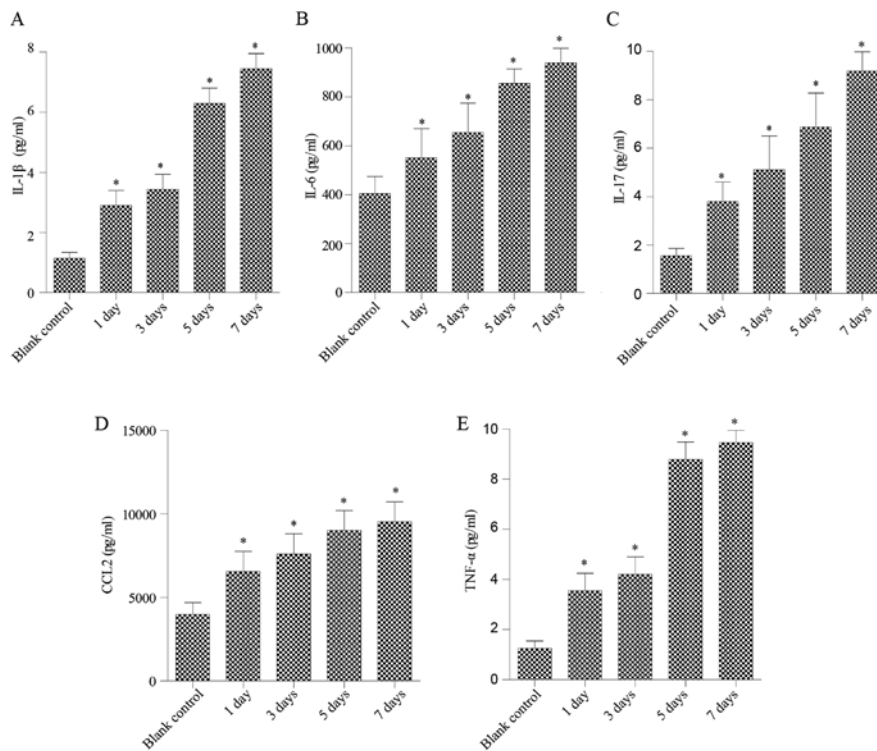 A
IL-1β (pg/ml)
8
6
4
2
0
* * * *
Blank control
1 day
3 days
5 days
7 days
B
IL-6 (pg/ml)
1000
800
600
400
200
0
* * * *
Blank control
1 day
3 days
5 days
7 days
C
IL-17 (pg/ml)
10
8
6
4
2
0
* * * *
Blank control
1 day
3 days
5 days
7 days
D
CCL2 (pg/ml)
15000
10000
5000
0
* * * *
Blank control
1 day
3 days
5 days
7 days
E
TNF-α (pg/ml)
10
8
6
4
2
0
* * * *
Blank control
1 day
3 days
5 days
7 days